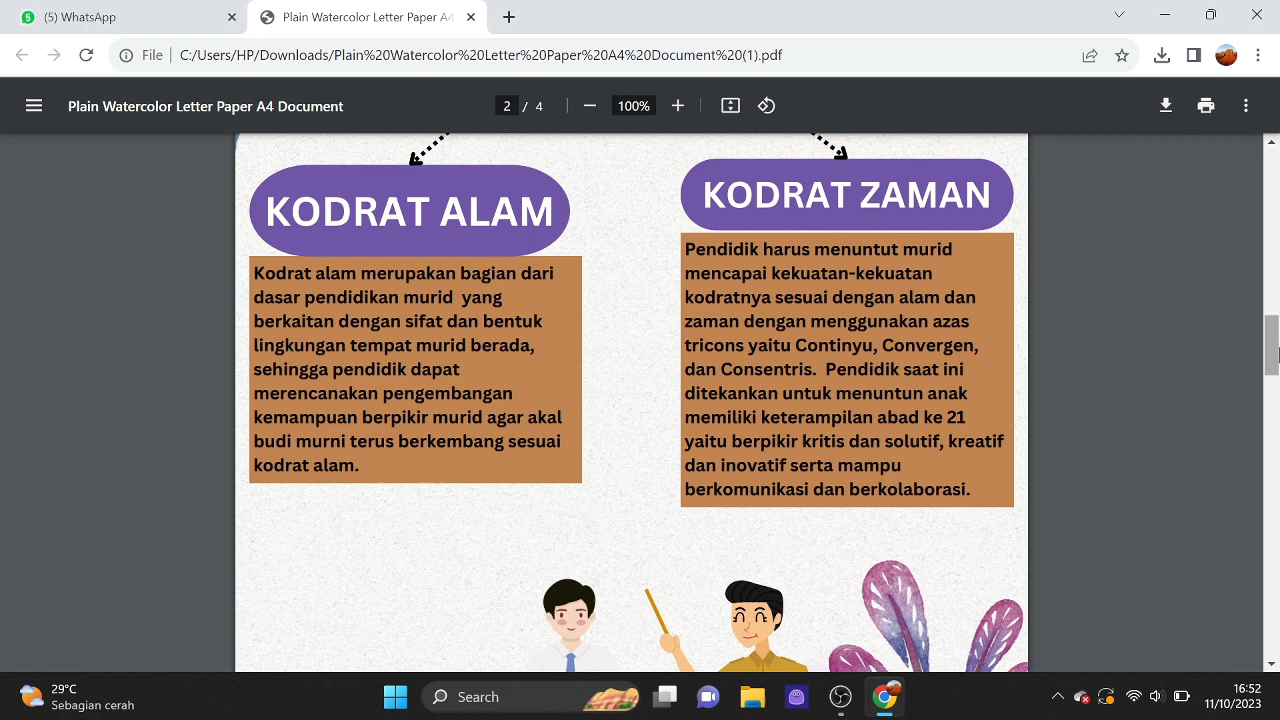 (5) WhatsApp
Plain Watercolor Letter Paper A4
File
C:/Users/HP/Downloads/Plain%20Watercolor%20Letter%20Paper%20A4%20Document%20(1).pdf
Plain Watercolor Letter Paper A4 Document
2 / 4
100%
KODRAT ALAM
Kodrat alam merupakan bagian dari
dasar pendidikan murid yang
berkaitan dengan sifat dan bentuk
lingkungan tempat murid berada,
sehingga pendidik dapat
merencanakan pengembangan
kemampuan berpikir murid agar akal
budi murni terus berkembang sesuai
kodrat alam.
KODRAT ZAMAN
Pendidik harus menuntut murid
mencapai kekuatan-kekuatan
kodratnya sesuai dengan alam dan
zaman dengan menggunakan azas
tricons yaitu Continyu, Convergen,
dan Consentris. Pendidik saat ini
ditekankan untuk menuntun anak
memiliki keterampilan abad ke 21
yaitu berpikir kritis dan solutif, kreatif
dan inovatif serta mampu
berkomunikasi dan berkolaborasi.
29°C
Sebagian cerah
Search
16:52
11/10/2023